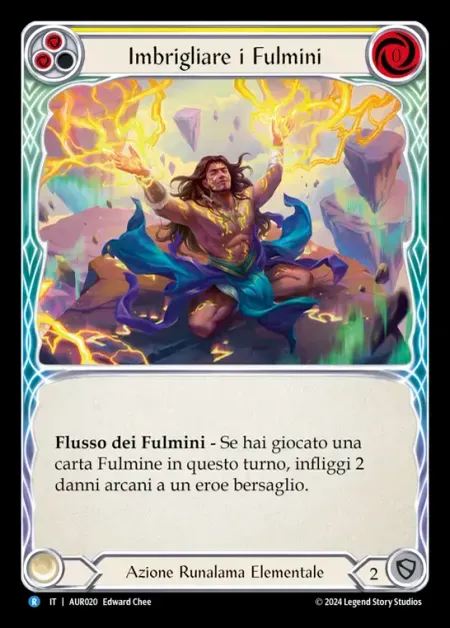 Imbrigliare i Fulmini
0
Flusso dei Fulmini - Se hai giocato una
carta Fulmine in questo turno, infliggi 2
danni arcani a un eroe bersaglio.
Azione Runalama Elementale
2
R IT | AUR020 Edward Chee
© 2024 Legend Story Studios